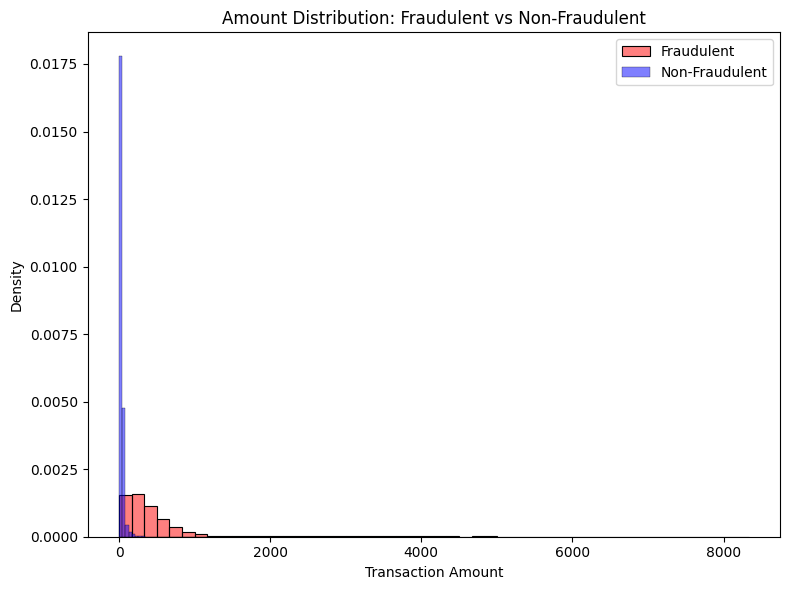 Amount Distribution: Fraudulent vs Non-Fraudulent
Fraudulent
Non-Fraudulent
0.0175
0.0150
0.0125
0.0100
0.0075
0.0050
0.0025
0.0000
Density
0 2000 4000 6000 8000
Transaction Amount